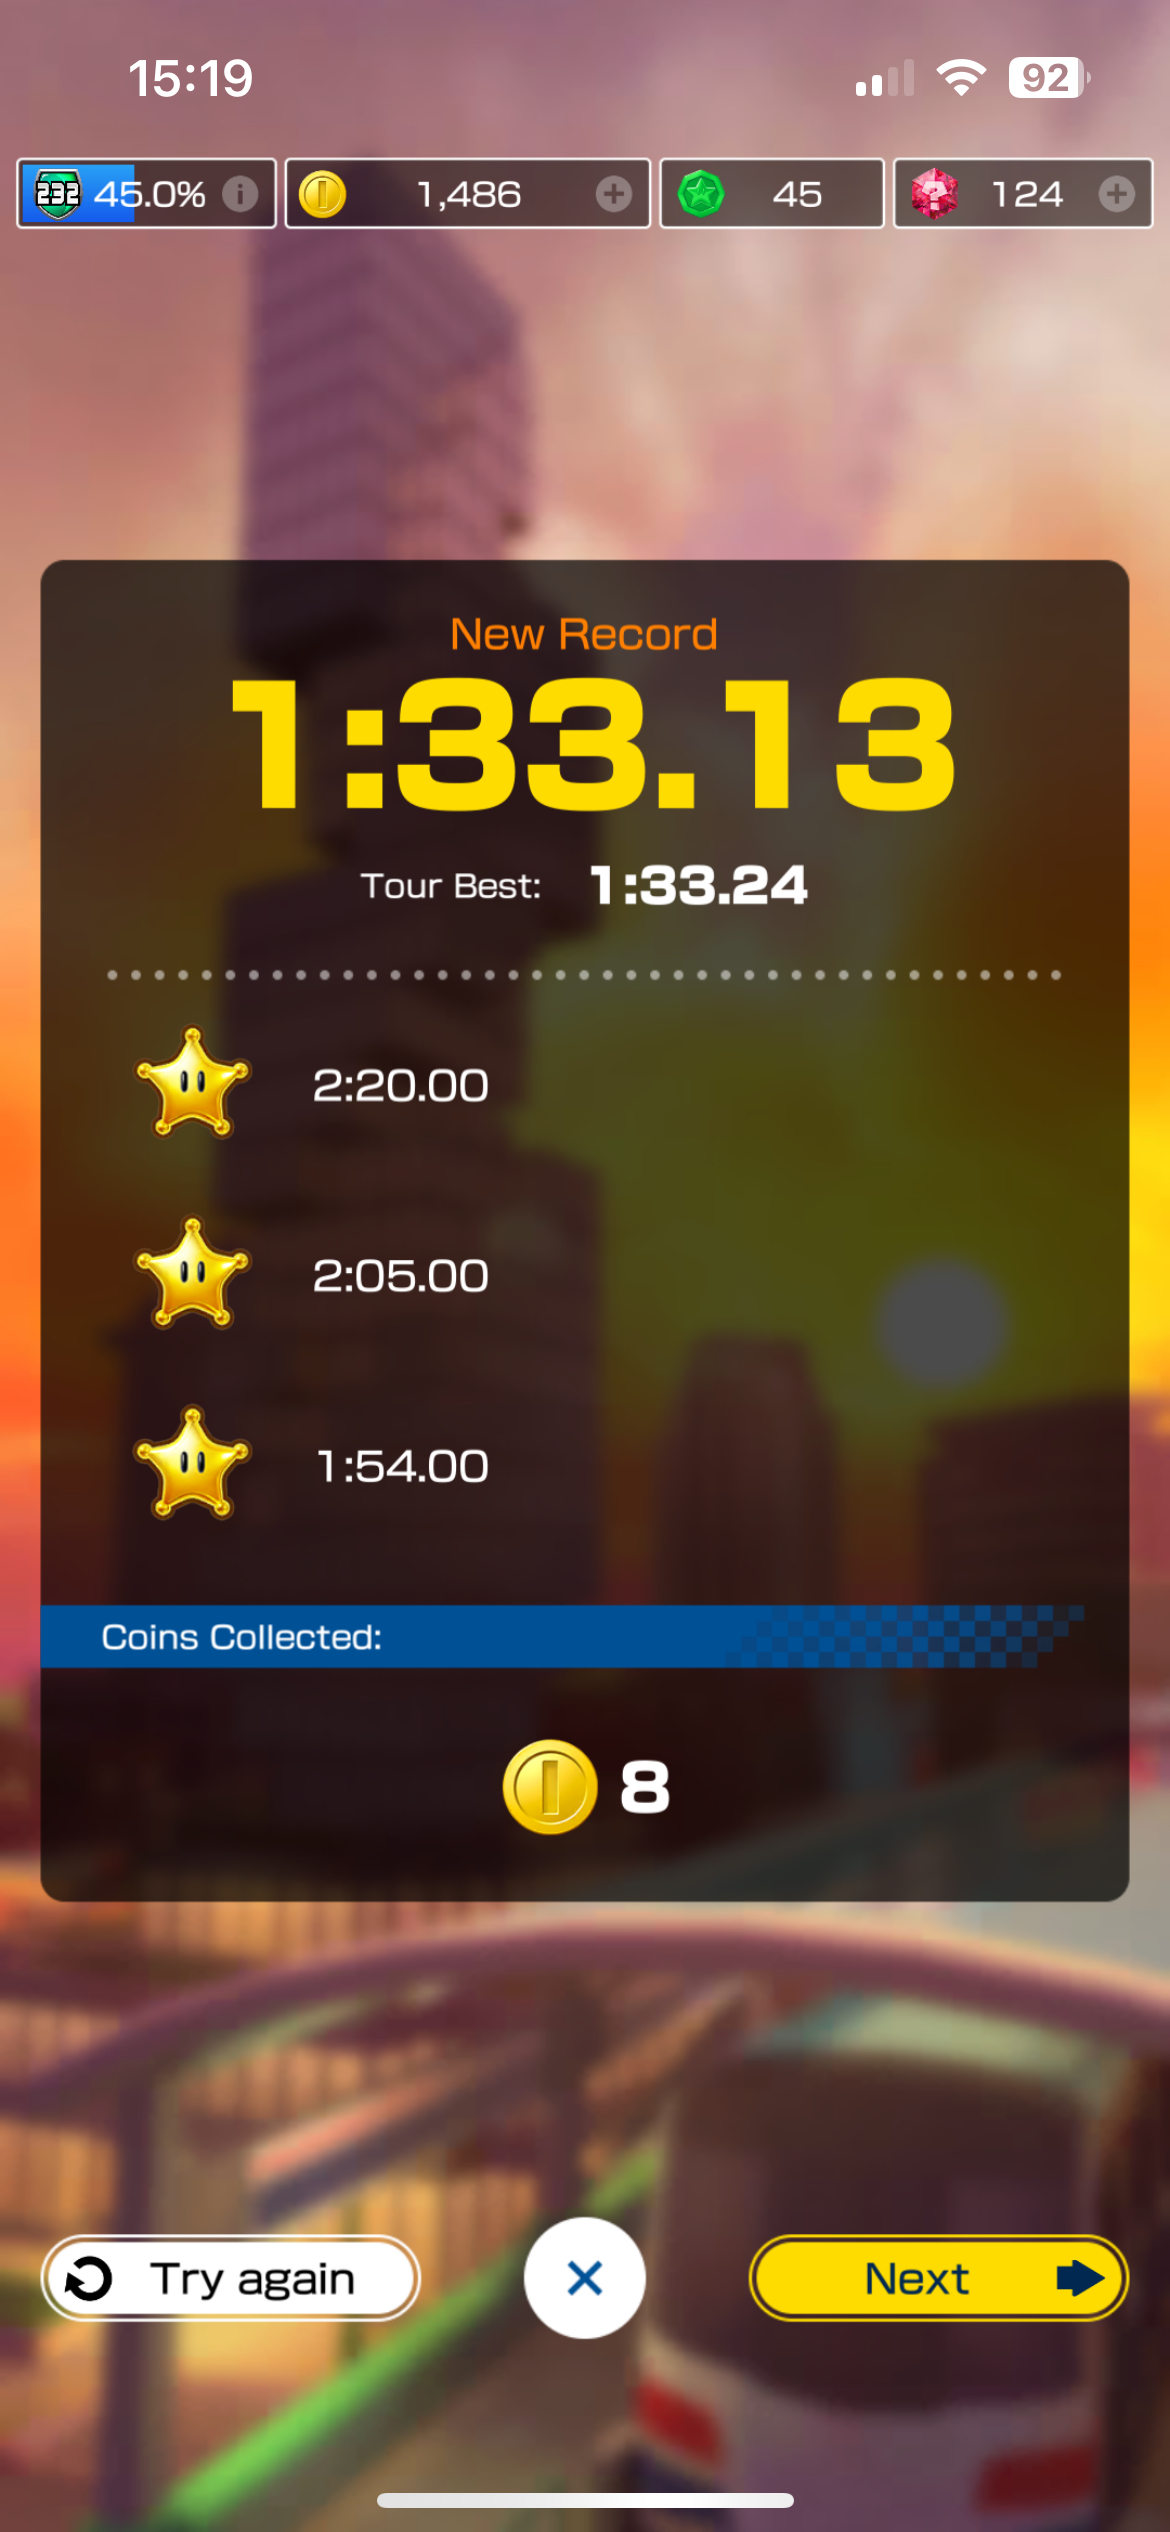 15:19 92
232 45.0% i 1,486 + 45 124 +
New Record
1:33.13
Tour Best: 1:33.24
2:20.00
2:05.00
1:54.00
Coins Collected:
8
Try again × Next